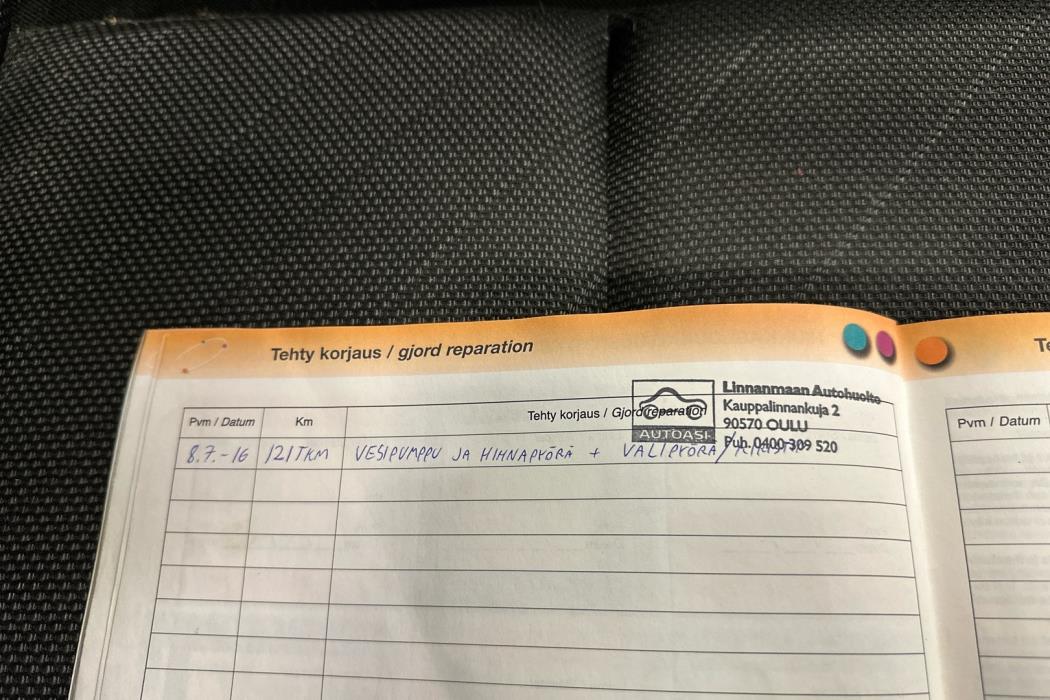 Tehty korjaus / gjord reparation
Te
Linnanmaan Autohuolto
Kauppalinnankuja 2
90570 OULU
Puh. 0400 309 520
AUTOASI
Pvm / Datum Km Tehty korjaus / Gjord reparation
8.7.-16 121TKM VESIPUMPPU JA HIHNAPYÖRÄ + VÄLIPYÖRÄ /
Pvm / Datum